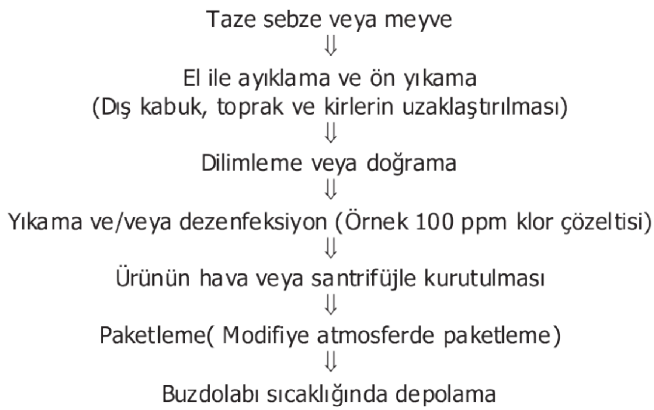 Taze sebze veya meyve
⇓
El ile ayıklama ve ön yıkama
(Dış kabuk, toprak ve kirlerin uzaklaştırılması)
⇓
Dilimleme veya doğrama
⇓
Yıkama ve/veya dezenfeksiyon (Örnek 100 ppm klor çözeltisi)
⇓
Ürünün hava veya santrifüjle kurutulması
⇓
Paketleme( Modifiye atmosferde paketleme)
⇓
Buzdolabı sıcaklığında depolama